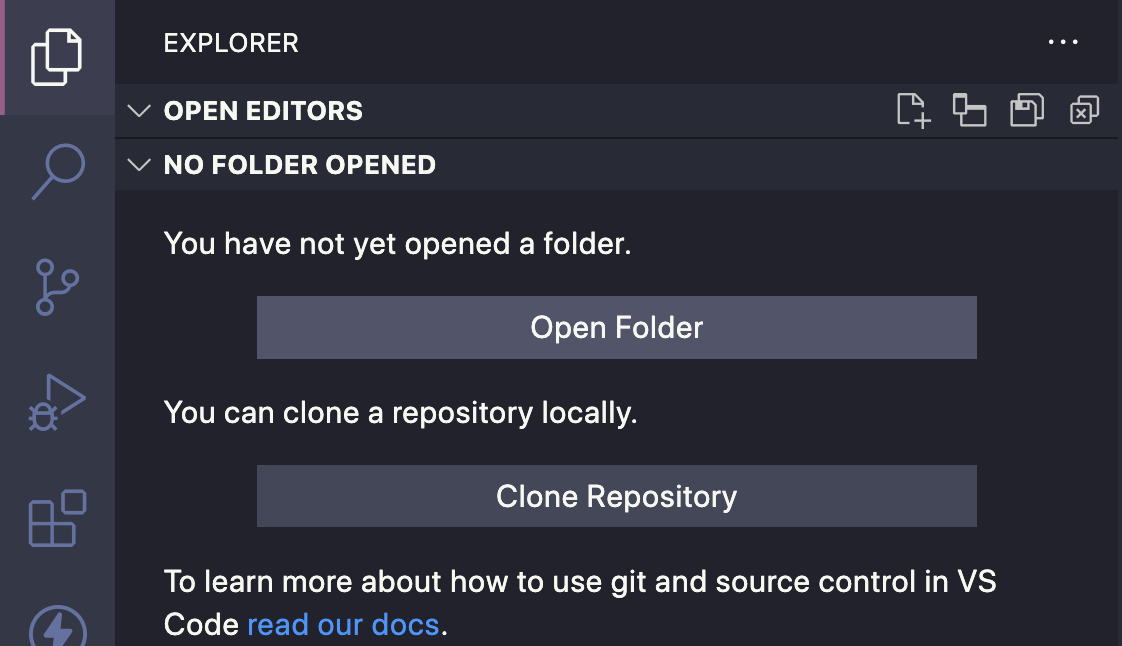 EXPLORER
OPEN EDITORS
NO FOLDER OPENED
You have not yet opened a folder.
Open Folder
You can clone a repository locally.
Clone Repository
To learn more about how to use git and source control in VS
Code read our docs.